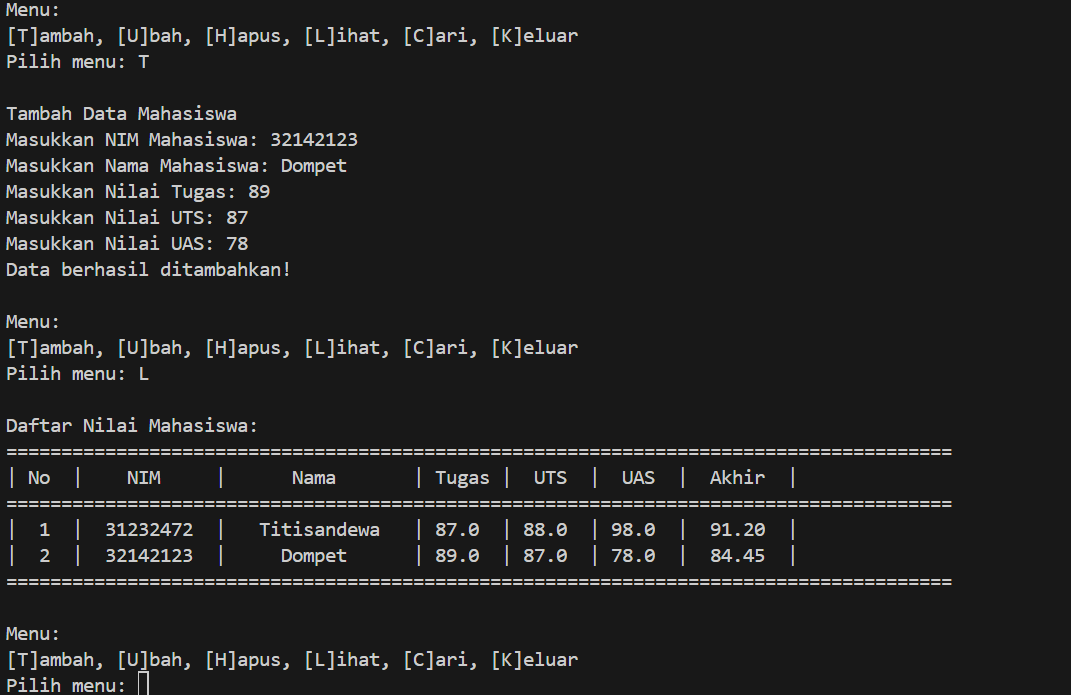 Menu:
[T]ambah, [U]bah, [H]apus, [L]ihat, [C]ari, [K]eluar
Pilih menu: T
Tambah Data Mahasiswa
Masukkan NIM Mahasiswa: 32142123
Masukkan Nama Mahasiswa: Dompet
Masukkan Nilai Tugas: 89
Masukkan Nilai UTS: 87
Masukkan Nilai UAS: 78
Data berhasil ditambahkan!
Menu:
[T]ambah, [U]bah, [H]apus, [L]ihat, [C]ari, [K]eluar
Pilih menu: L
Daftar Nilai Mahasiswa:
======================================================================================
| No  |    NIM     |      Nama       | Tugas |  UTS  |  UAS  |  Akhir  |
======================================================================================
|  1  |  31232472  |   Titisandewa   | 87.0  | 88.0  | 98.0  |  91.20  |
|  2  |  32142123  |     Dompet      | 89.0  | 87.0  | 78.0  |  84.45  |
======================================================================================
Menu:
[T]ambah, [U]bah, [H]apus, [L]ihat, [C]ari, [K]eluar
Pilih menu: